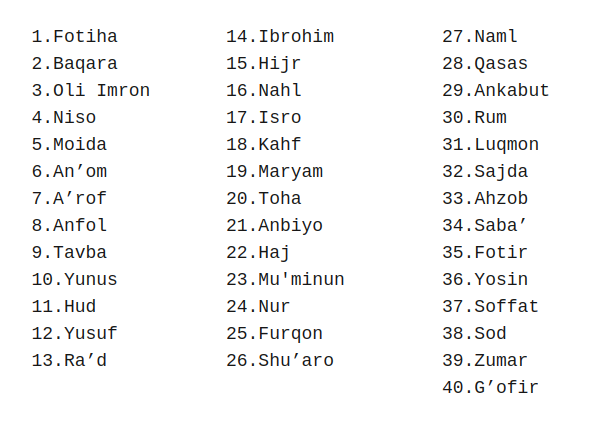 1.Fotiha
2.Baqara
3.Oli Imron
4.Niso
5.Moida
6.An’om
7.A’rof
8.Anfol
9.Tavba
10.Yunus
11.Hud
12.Yusuf
13.Ra’d
14.Ibrohim
15.Hijr
16.Nahl
17.Isro
18.Kahf
19.Maryam
20.Toha
21.Anbiyo
22.Haj
23.Mu'minun
24.Nur
25.Furqon
26.Shu’aro
27.Naml
28.Qasas
29.Ankabut
30.Rum
31.Luqmon
32.Sajda
33.Ahzob
34.Saba’
35.Fotir
36.Yosin
37.Soffat
38.Sod
39.Zumar
40.G’ofir